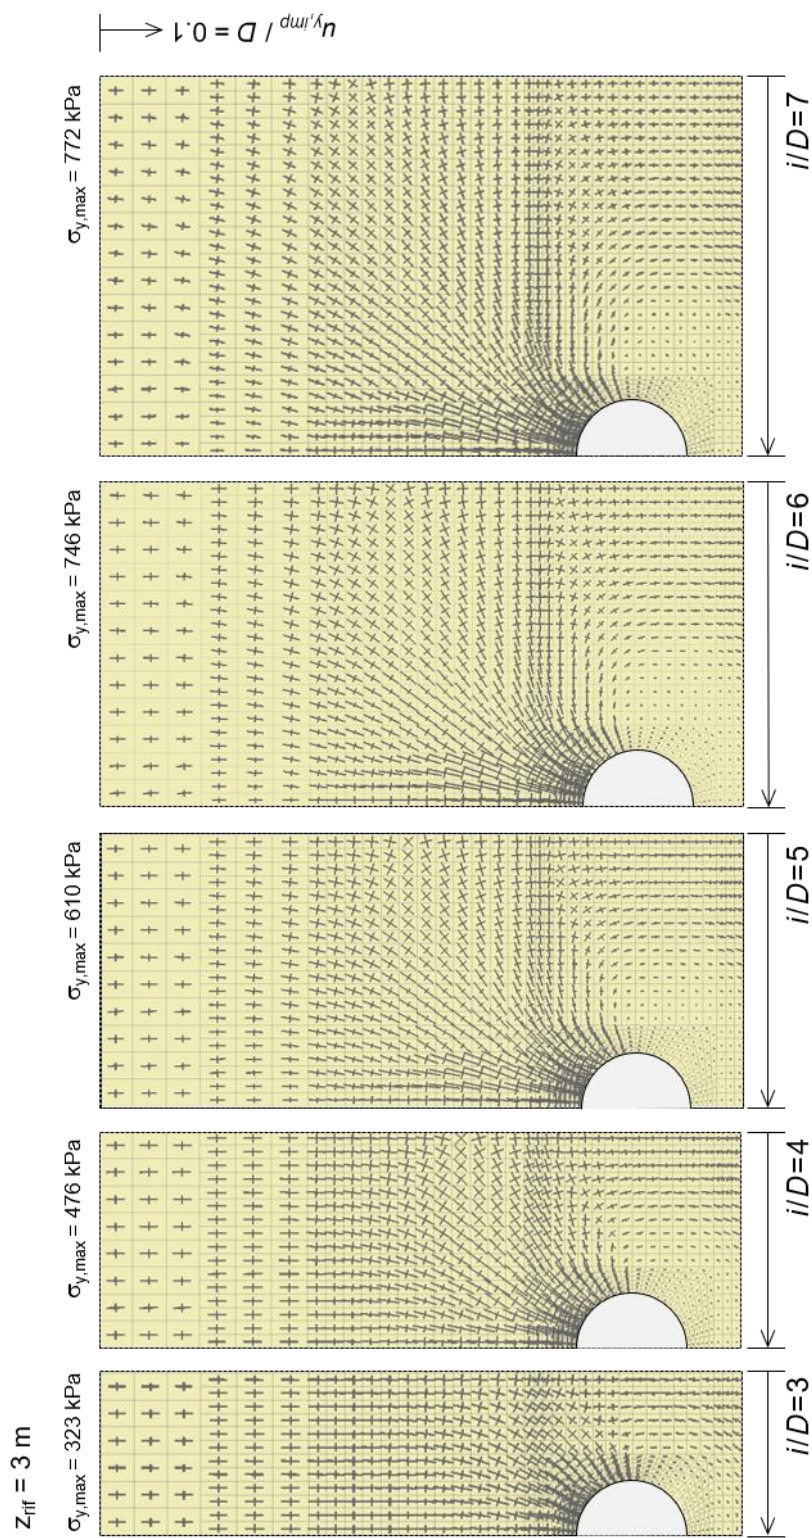 z_rif = 3 m
σ_y,max = 323 kPa
σ_y,max = 476 kPa
σ_y,max = 610 kPa
σ_y,max = 746 kPa
σ_y,max = 772 kPa
u_y,imp / D = 0.1
i/D=3
i/D=4
i/D=5
i/D=6
i/D=7